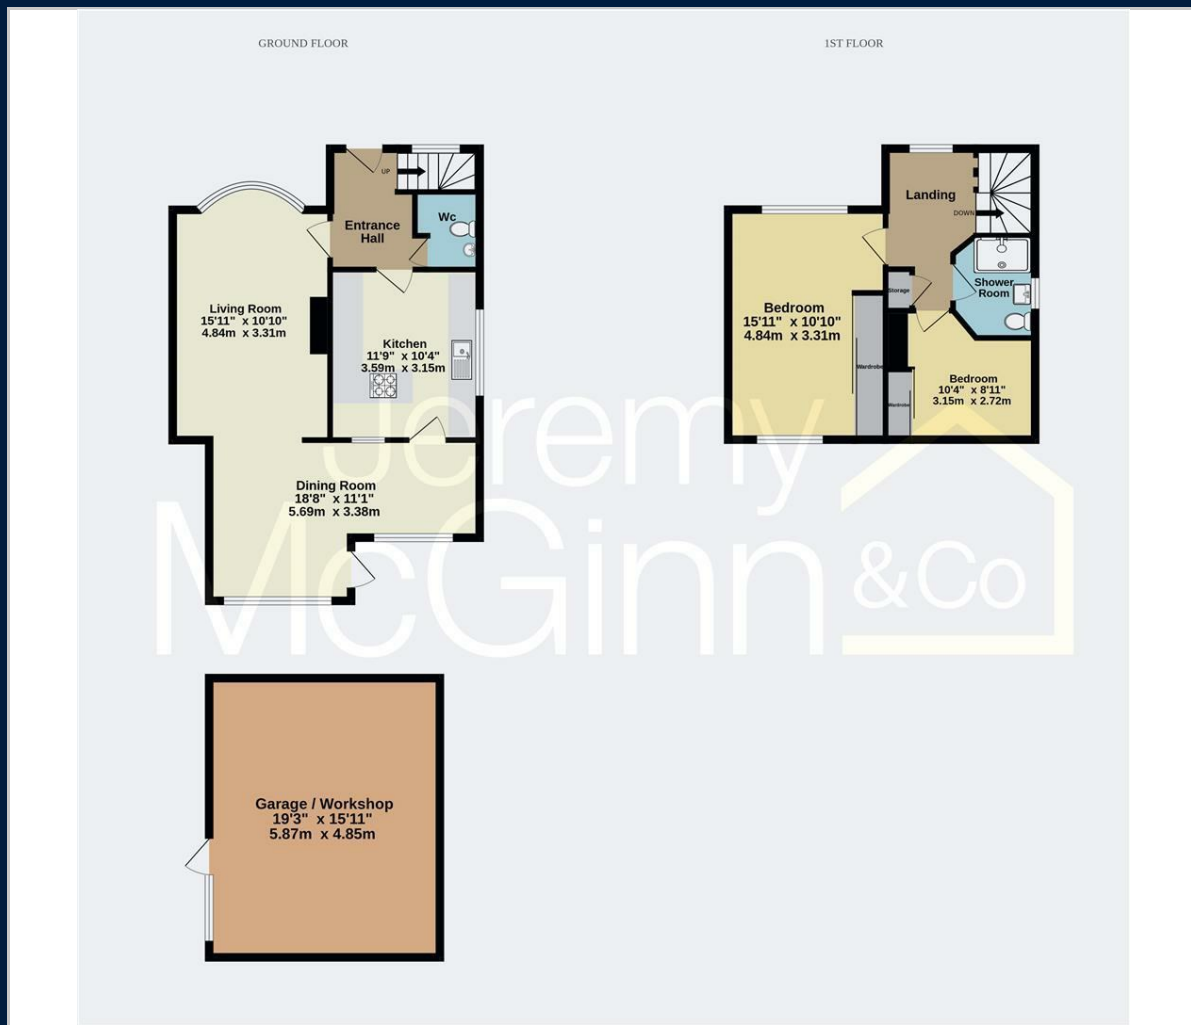 GROUND FLOOR
1ST FLOOR
UP
Entrance
Hall
Wc
Living Room
15'11" x 10'10"
4.84m x 3.31m
Kitchen
11'9" x 10'4"
3.59m x 3.15m
Dining Room
18'8" x 11'1"
5.69m x 3.38m
Garage / Workshop
19'3" x 15'11"
5.87m x 4.85m
Landing
DOWN
Storage
Shower
Room
Bedroom
15'11" x 10'10"
4.84m x 3.31m
Wardrobe
Bedroom
10'4" x 8'11"
3.15m x 2.72m
Wardrobe
Jeremy
McGinn &Co